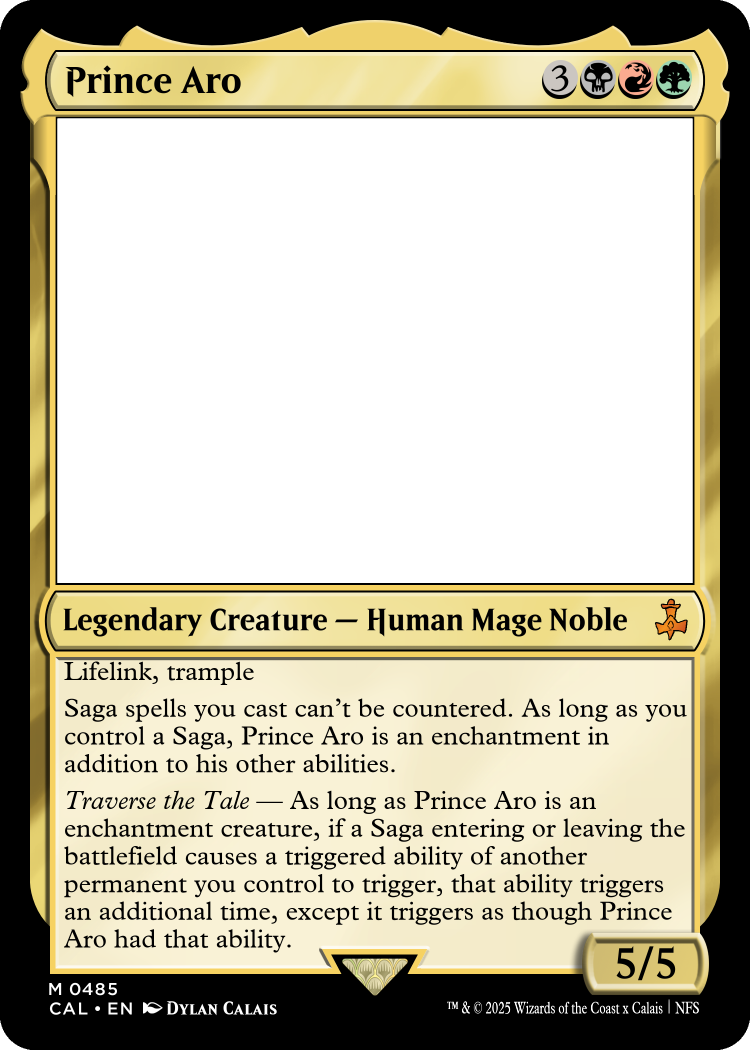 Prince Aro
3
Legendary Creature — Human Mage Noble
Lifelink, trample
Saga spells you cast can’t be countered. As long as you
control a Saga, Prince Aro is an enchantment in
addition to his other abilities.
Traverse the Tale — As long as Prince Aro is an
enchantment creature, if a Saga entering or leaving the
battlefield causes a triggered ability of another
permanent you control to trigger, that ability triggers
an additional time, except it triggers as though Prince
Aro had that ability.
5/5
M 0485
CAL • EN Dylan Calais
™ & © 2025 Wizards of the Coast x Calais | NFS